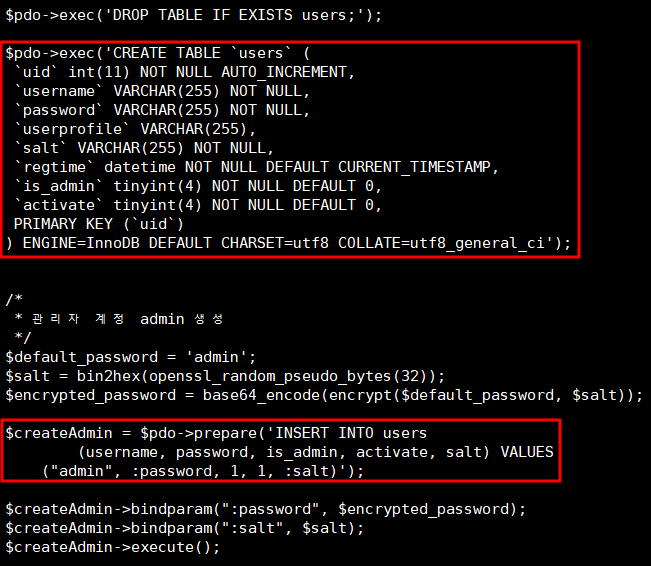 $pdo->exec('DROP TABLE IF EXISTS users;');
$pdo->exec('CREATE TABLE `users` (
`uid` int(11) NOT NULL AUTO_INCREMENT,
`username` VARCHAR(255) NOT NULL,
`password` VARCHAR(255) NOT NULL,
`userprofile` VARCHAR(255),
`salt` VARCHAR(255) NOT NULL,
`regtime` datetime NOT NULL DEFAULT CURRENT_TIMESTAMP,
`is_admin` tinyint(4) NOT NULL DEFAULT 0,
`activate` tinyint(4) NOT NULL DEFAULT 0,
PRIMARY KEY (`uid`)
) ENGINE=InnoDB DEFAULT CHARSET=utf8 COLLATE=utf8_general_ci');
/*
* 관리자 계정 admin 생성
*/
$default_password = 'admin';
$salt = bin2hex(openssl_random_pseudo_bytes(32));
$encrypted_password = base64_encode(encrypt($default_password, $salt));
$createAdmin = $pdo->prepare('INSERT INTO users
(username, password, is_admin, activate, salt) VALUES
("admin", :password, 1, 1, :salt)');
$createAdmin->bindparam(":password", $encrypted_password);
$createAdmin->bindparam(":salt", $salt);
$createAdmin->execute();